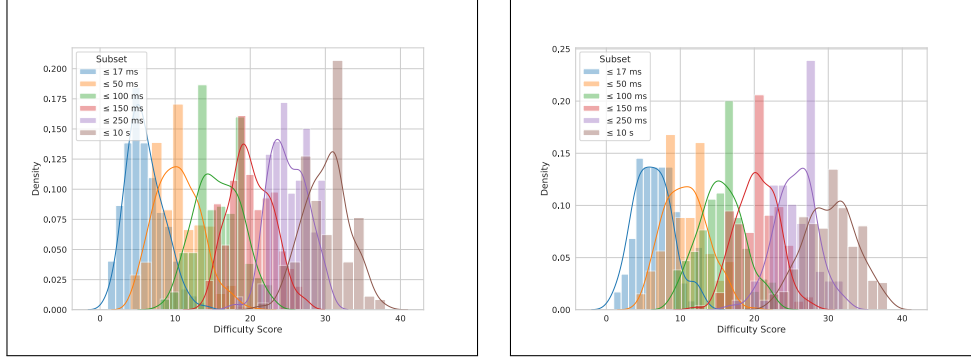 Subset
≤ 17 ms
≤ 50 ms
≤ 100 ms
≤ 150 ms
≤ 250 ms
≤ 10 s
Density
0.200
0.175
0.150
0.125
0.100
0.075
0.050
0.025
0.000
0 10 20 30 40
Difficulty Score
Subset
≤ 17 ms
≤ 50 ms
≤ 100 ms
≤ 150 ms
≤ 250 ms
≤ 10 s
Density
0.25
0.20
0.15
0.10
0.05
0.00
0 10 20 30 40
Difficulty Score